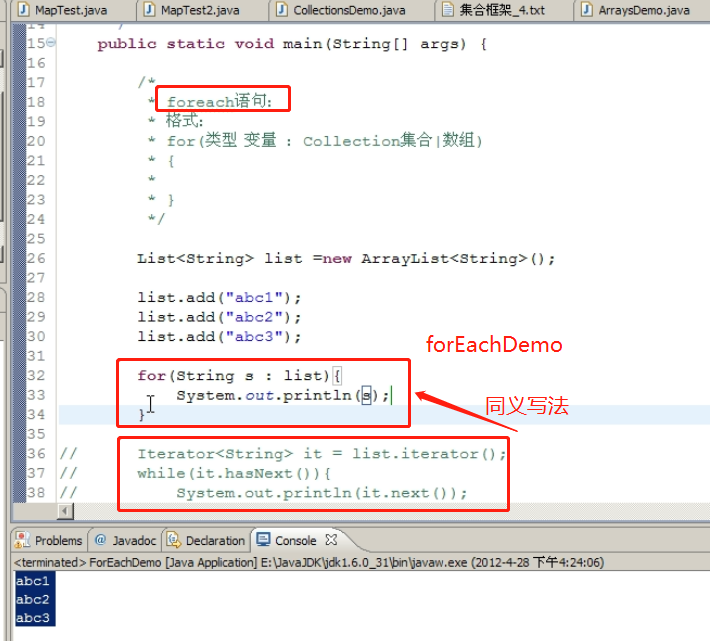 MapTest.java MapTest2.java CollectionsDemo.java 集合框架_4.txt ArraysDemo.java
14 /
15 public static void main(String[] args) {
16
17 /*
18 * foreach语句:
19 * 格式:
20 * for(类型 变量 : Collection集合|数组)
21 * {
22 *
23 * }
24 */
25
26 List<String> list =new ArrayList<String>();
27
28 list.add("abc1");
29 list.add("abc2");
30 list.add("abc3");
31
forEachDemo
32 for(String s : list){
33 System.out.println(s);
同义写法
34 }
35
36 // Iterator<String> it = list.iterator();
37 // while(it.hasNext()){
38 // System.out.println(it.next());
Problems @ Javadoc Declaration Console
<terminated> ForEachDemo [Java Application] E:\JavaJDK\jdk1.6.0_31\bin\javaw.exe (2012-4-28 下午4:24:06)
abc1
abc2
abc3